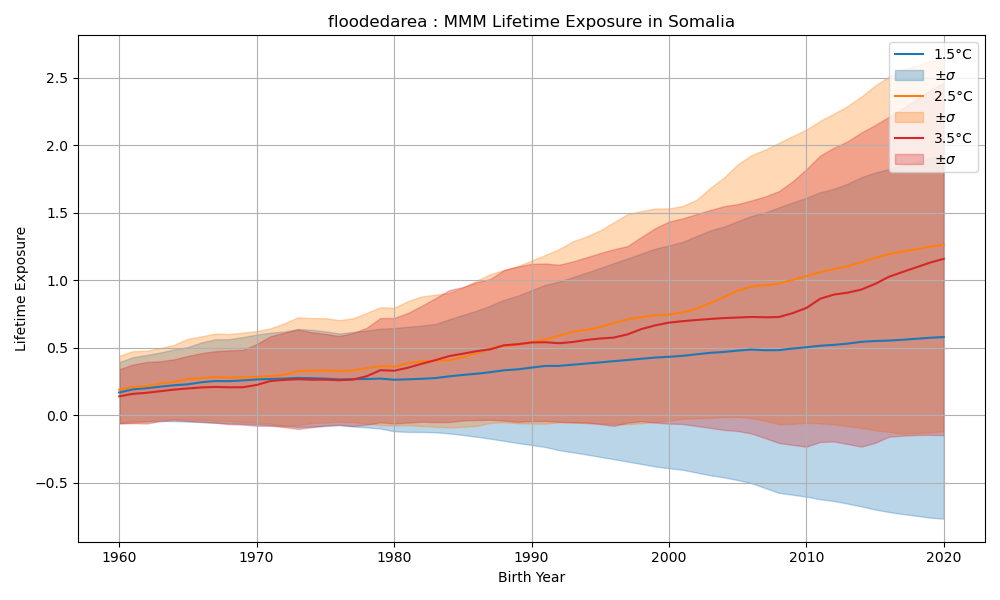 floodedarea : MMM Lifetime Exposure in Somalia
Lifetime Exposure
2.5
2.0
1.5
1.0
0.5
0.0
−0.5
1960 1970 1980 1990 2000 2010 2020
Birth Year
1.5°C
±σ
2.5°C
±σ
3.5°C
±σ